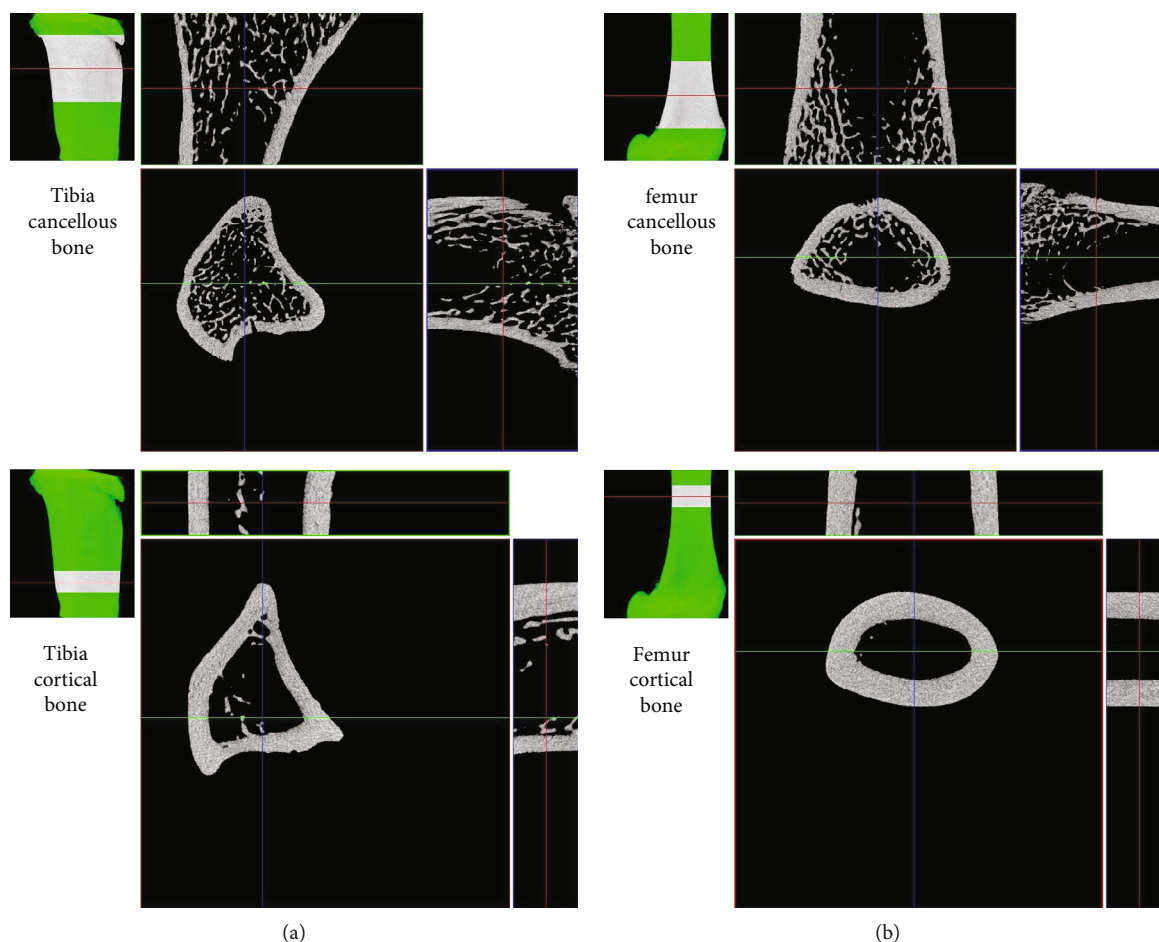 Tibia
cancellous
bone
femur
cancellous
bone
Tibia
cortical
bone
Femur
cortical
bone
(a)
(b)